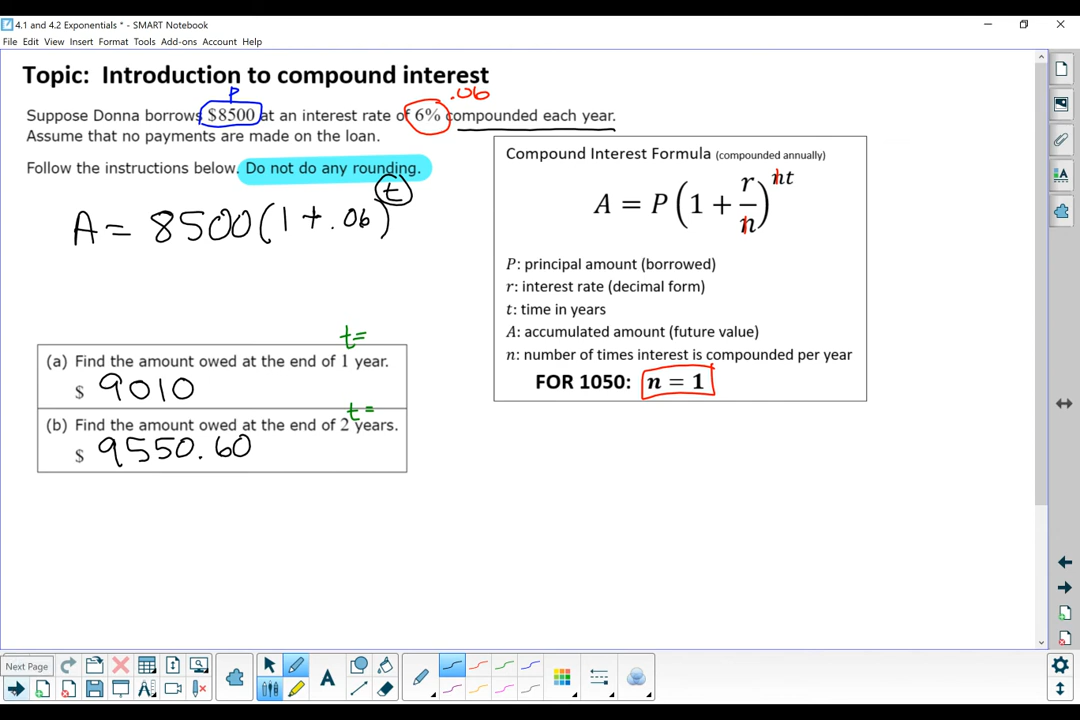 4.1 and 4.2 Exponentials * - SMART Notebook
File Edit View Insert Format Tools Add-ons Account Help
Topic: Introduction to compound interest
P
.06
Suppose Donna borrows $8500 at an interest rate of 6% compounded each year.
Assume that no payments are made on the loan.
Follow the instructions below. Do not do any rounding.
A = 8500(1 + .06)^t
Compound Interest Formula (compounded annually)
A = P(1 + r/n)^nt
P: principal amount (borrowed)
r: interest rate (decimal form)
t: time in years
A: accumulated amount (future value)
n: number of times interest is compounded per year
FOR 1050: n = 1
t=
(a) Find the amount owed at the end of 1 year.
$ 9010
t=
(b) Find the amount owed at the end of 2 years.
$ 9550.60
Next Page